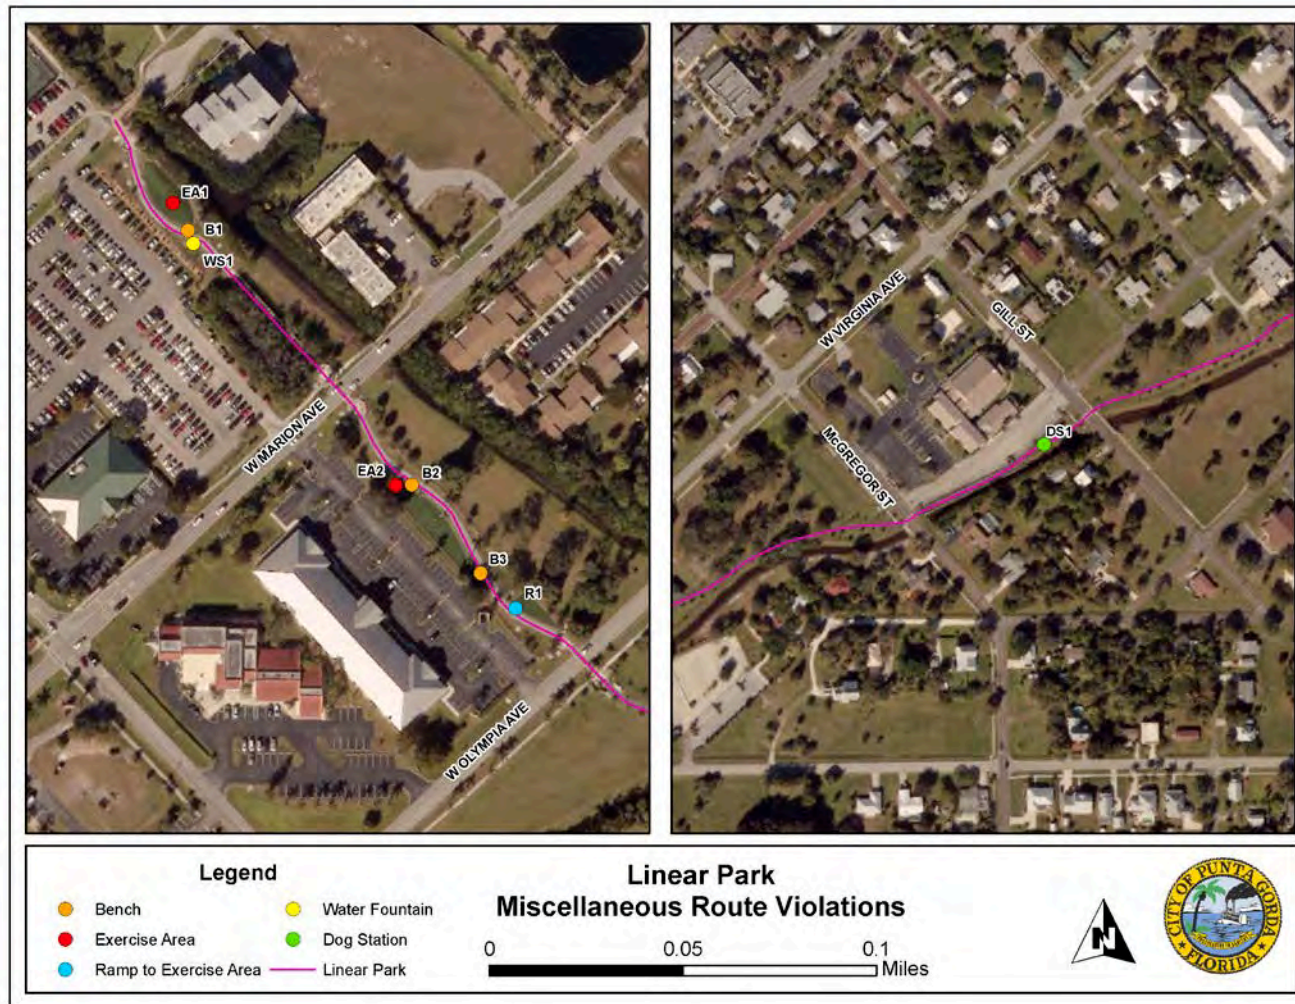 EA1
B1
WS1
W MARION AVE
EA2
B2
B3
R1
W OLYMPIA AVE
W VIRGINIA AVE
GILL ST
McGREGOR ST
DS1
Legend
Bench
Exercise Area
Ramp to Exercise Area
Water Fountain
Dog Station
Linear Park
Linear Park
Miscellaneous Route Violations
0
0.05
0.1
Miles
N
CITY OF PUNTA GORDA
FLORIDA